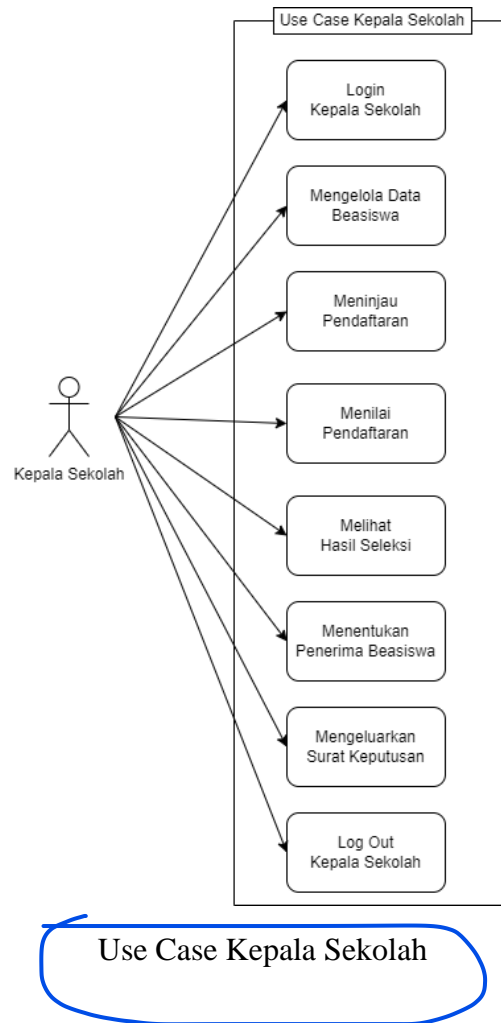 Use Case Kepala Sekolah
Login
Kepala Sekolah
Mengelola Data
Beasiswa
Meninjau
Pendaftaran
Menilai
Pendaftaran
Kepala Sekolah
Melihat
Hasil Seleksi
Menentukan
Penerima Beasiswa
Mengeluarkan
Surat Keputusan
Log Out
Kepala Sekolah
Use Case Kepala Sekolah